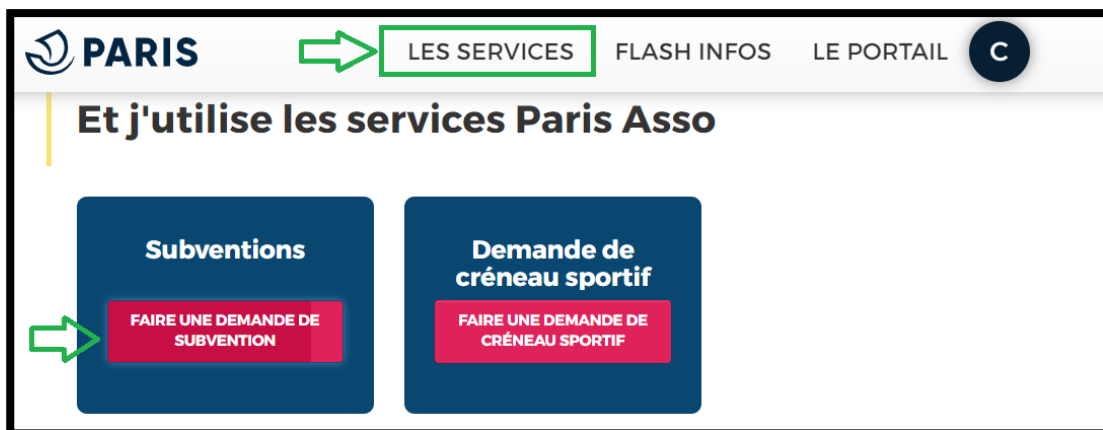 PARIS
LES SERVICES
FLASH INFOS
LE PORTAIL
C
Et j'utilise les services Paris Asso
Subventions
FAIRE UNE DEMANDE DE
SUBVENTION
Demande de
créneau sportif
FAIRE UNE DEMANDE DE
CRÉNEAU SPORTIF